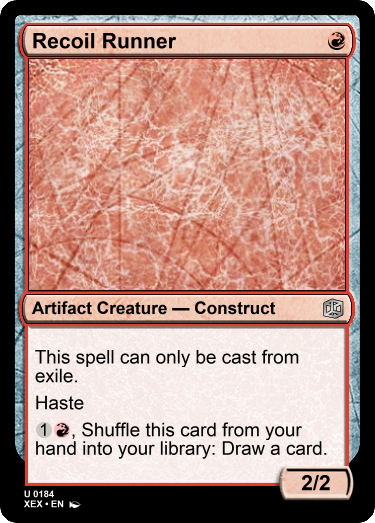 Recoil Runner
Artifact Creature — Construct
This spell can only be cast from
exile.
Haste
1, Shuffle this card from your
hand into your library: Draw a card.
2/2
U 0184
XEX • EN